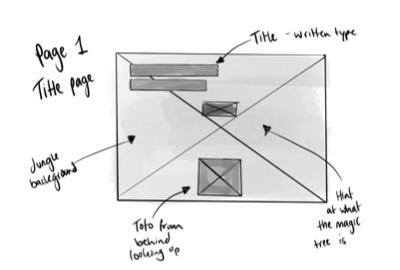 Page 1
Title page
Title - written type
Jungle
background
Toto from
behind
looking up
Hint
at what
the magic
tree is